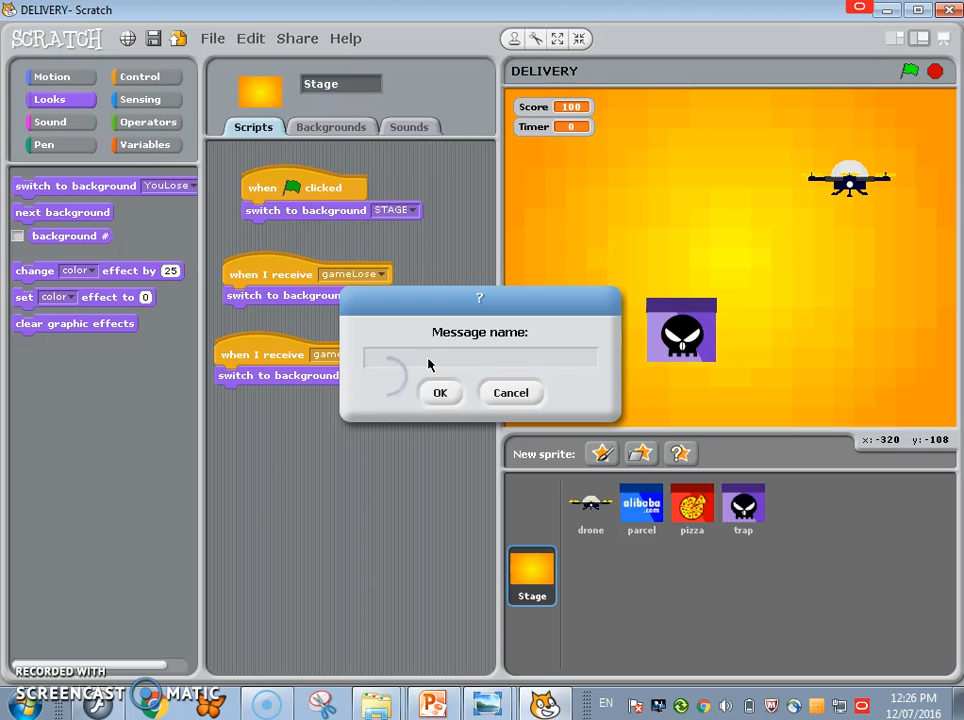 DELIVERY- Scratch
SCRATCH
File Edit Share Help
Motion Control
Looks Sensing
Sound Operators
Pen Variables
switch to background YouLose
next background
background #
change color effect by 25
set color effect to 0
clear graphic effects
Stage
Scripts Backgrounds Sounds
when clicked
switch to background STAGE
when I receive gameLose
switch to backgroun
when I receive gam
switch to background
?
Message name:
OK Cancel
DELIVERY
Score 100
Timer 0
x:-320 y:-108
New sprite:
alibaba
.com
drone parcel pizza trap
Stage
RECORDED WITH
SCREENCAST MATIC
EN
12:26 PM
12/07/2016